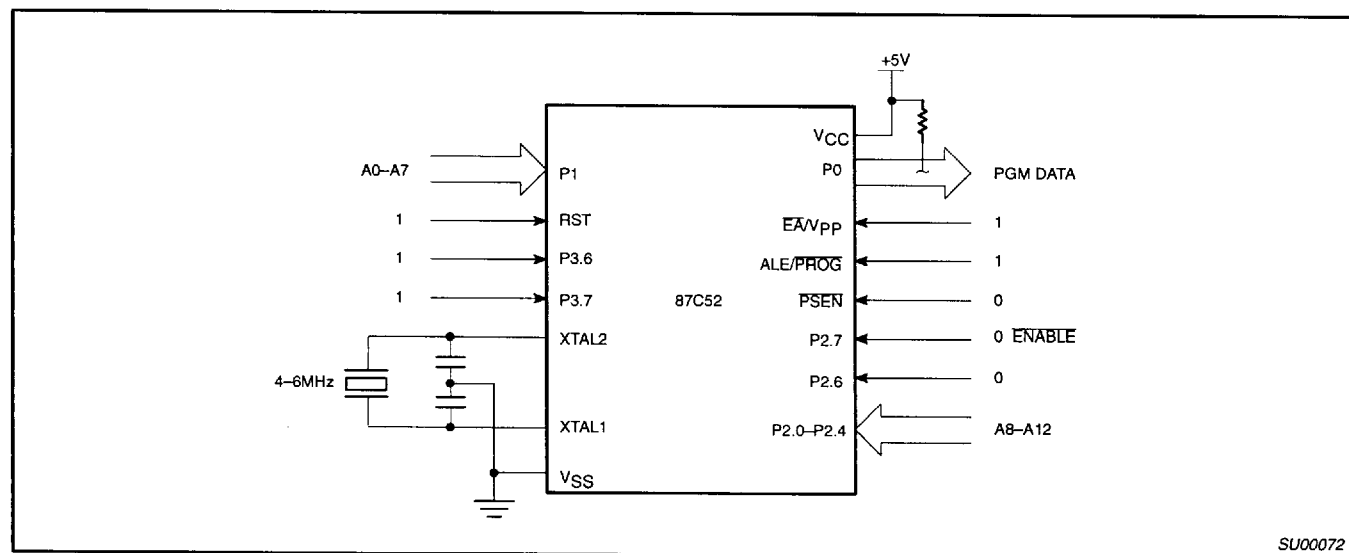 +5V
VCC
A0–A7
P1
P0
PGM DATA
1
RST
EA/VPP
1
1
P3.6
ALE/PROG
1
1
P3.7
87C52
PSEN
0
XTAL2
P2.7
0 ENABLE
4–6MHz
P2.6
0
XTAL1
P2.0–P2.4
A8–A12
VSS
SU00072